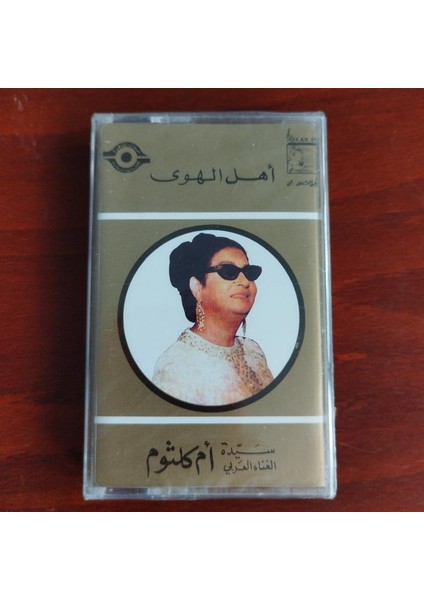 أهل الهوى
سيدة
الغناء العربي
أم كلثوم